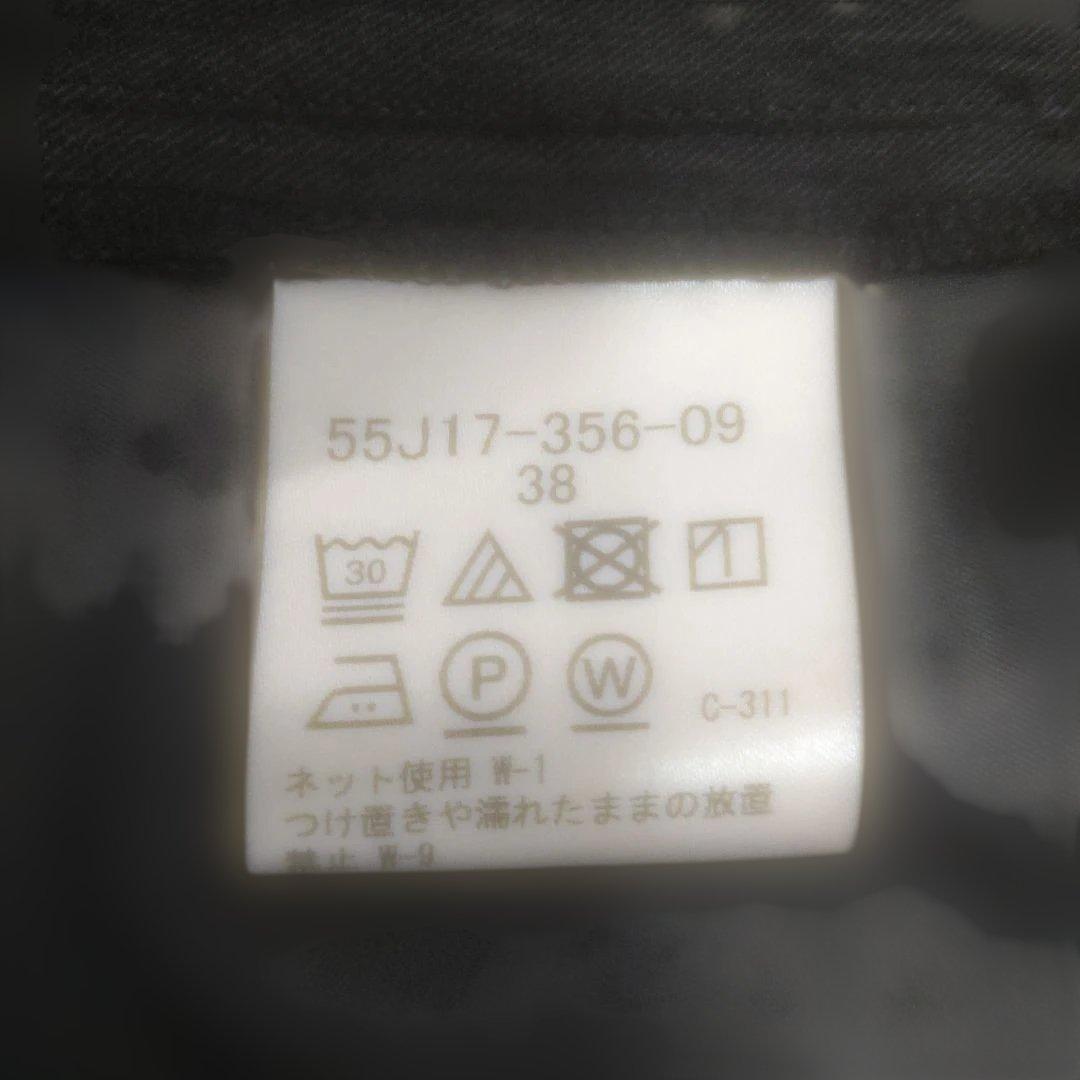 55J17-356-09
38
30
P W C-311
ネット使用 W-1
つけ置きや濡れたままの放置
禁止 W-9